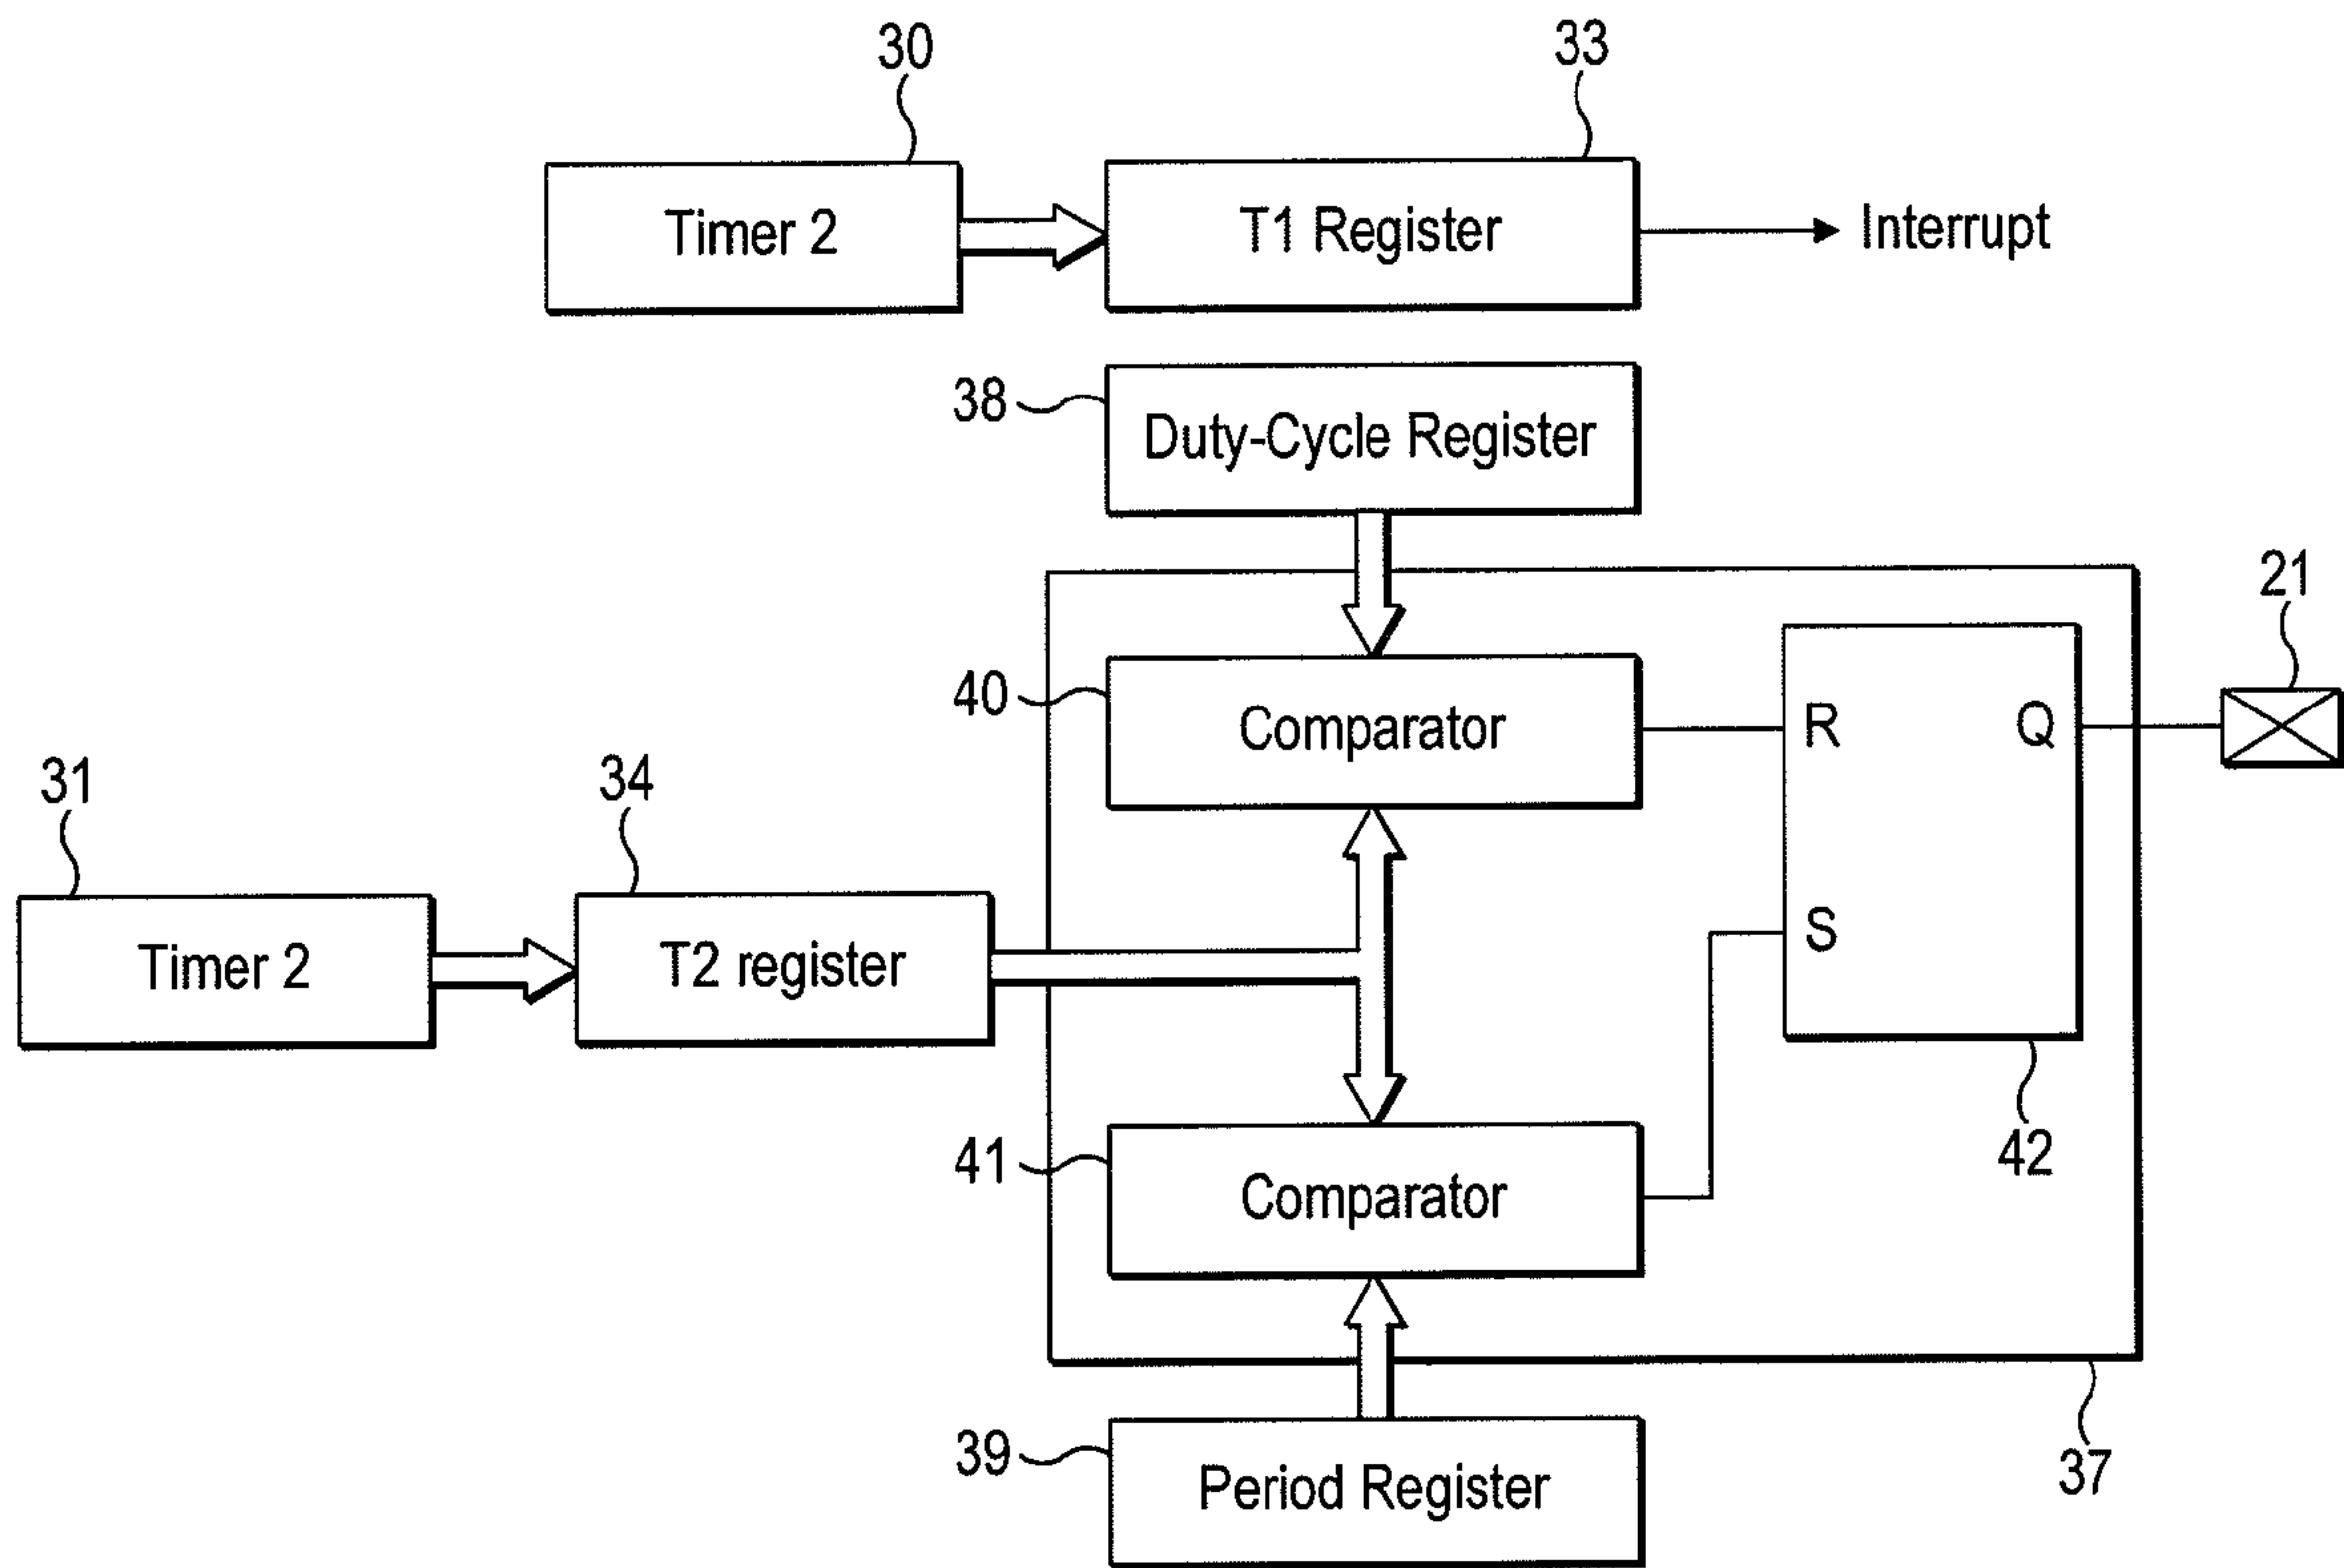 30
33
Timer 2
T1 Register
Interrupt
38
Duty-Cycle Register
21
40
Comparator
R
Q
31
34
Timer 2
T2 register
S
41
Comparator
42
39
Period Register
37